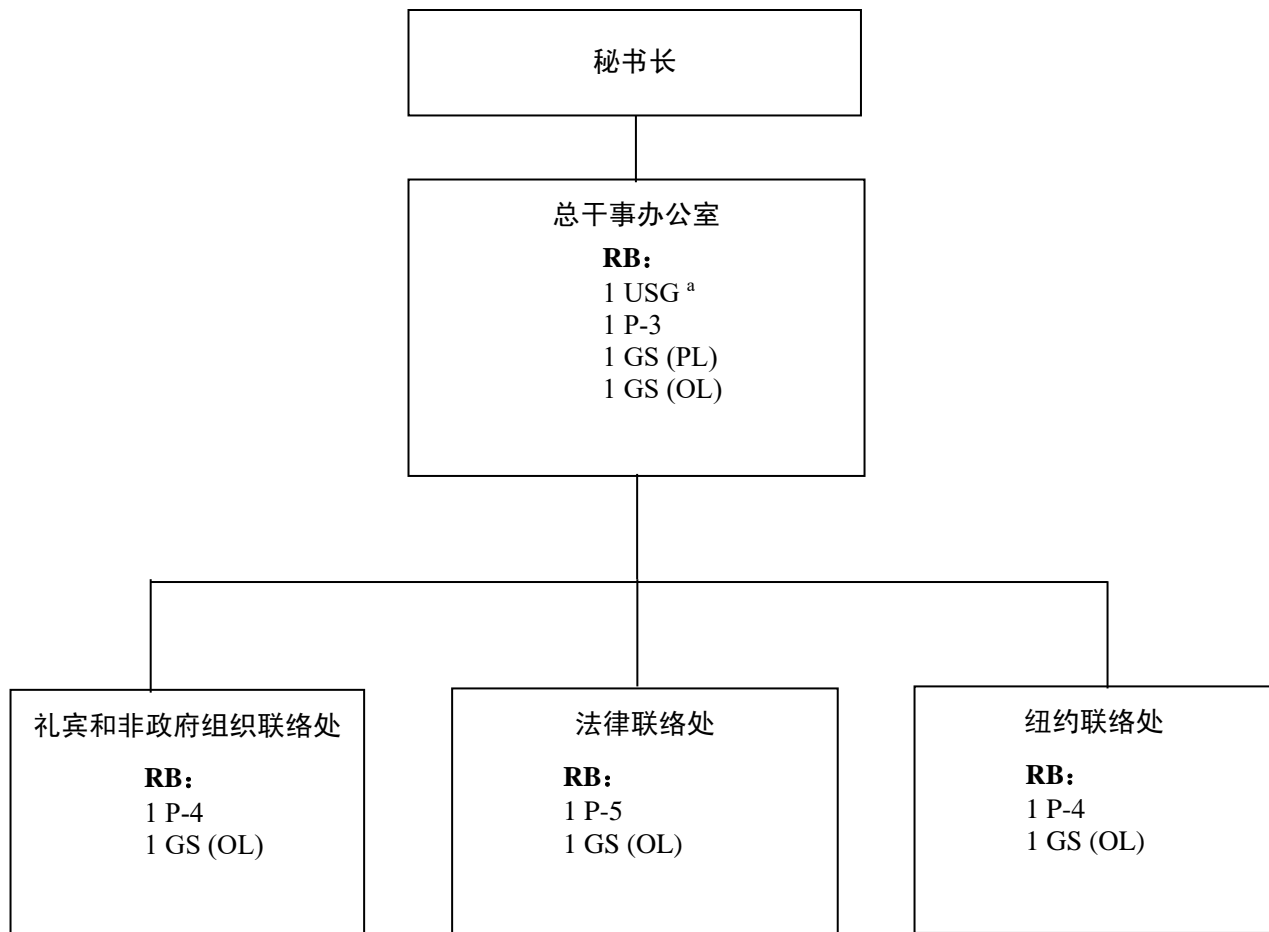 秘书长
总干事办公室
RB：
1 USG ᵃ
1 P-3
1 GS (PL)
1 GS (OL)
礼宾和非政府组织联络处
RB：
1 P-4
1 GS (OL)
法律联络处
RB：
1 P-5
1 GS (OL)
纽约联络处
RB：
1 P-4
1 GS (OL)